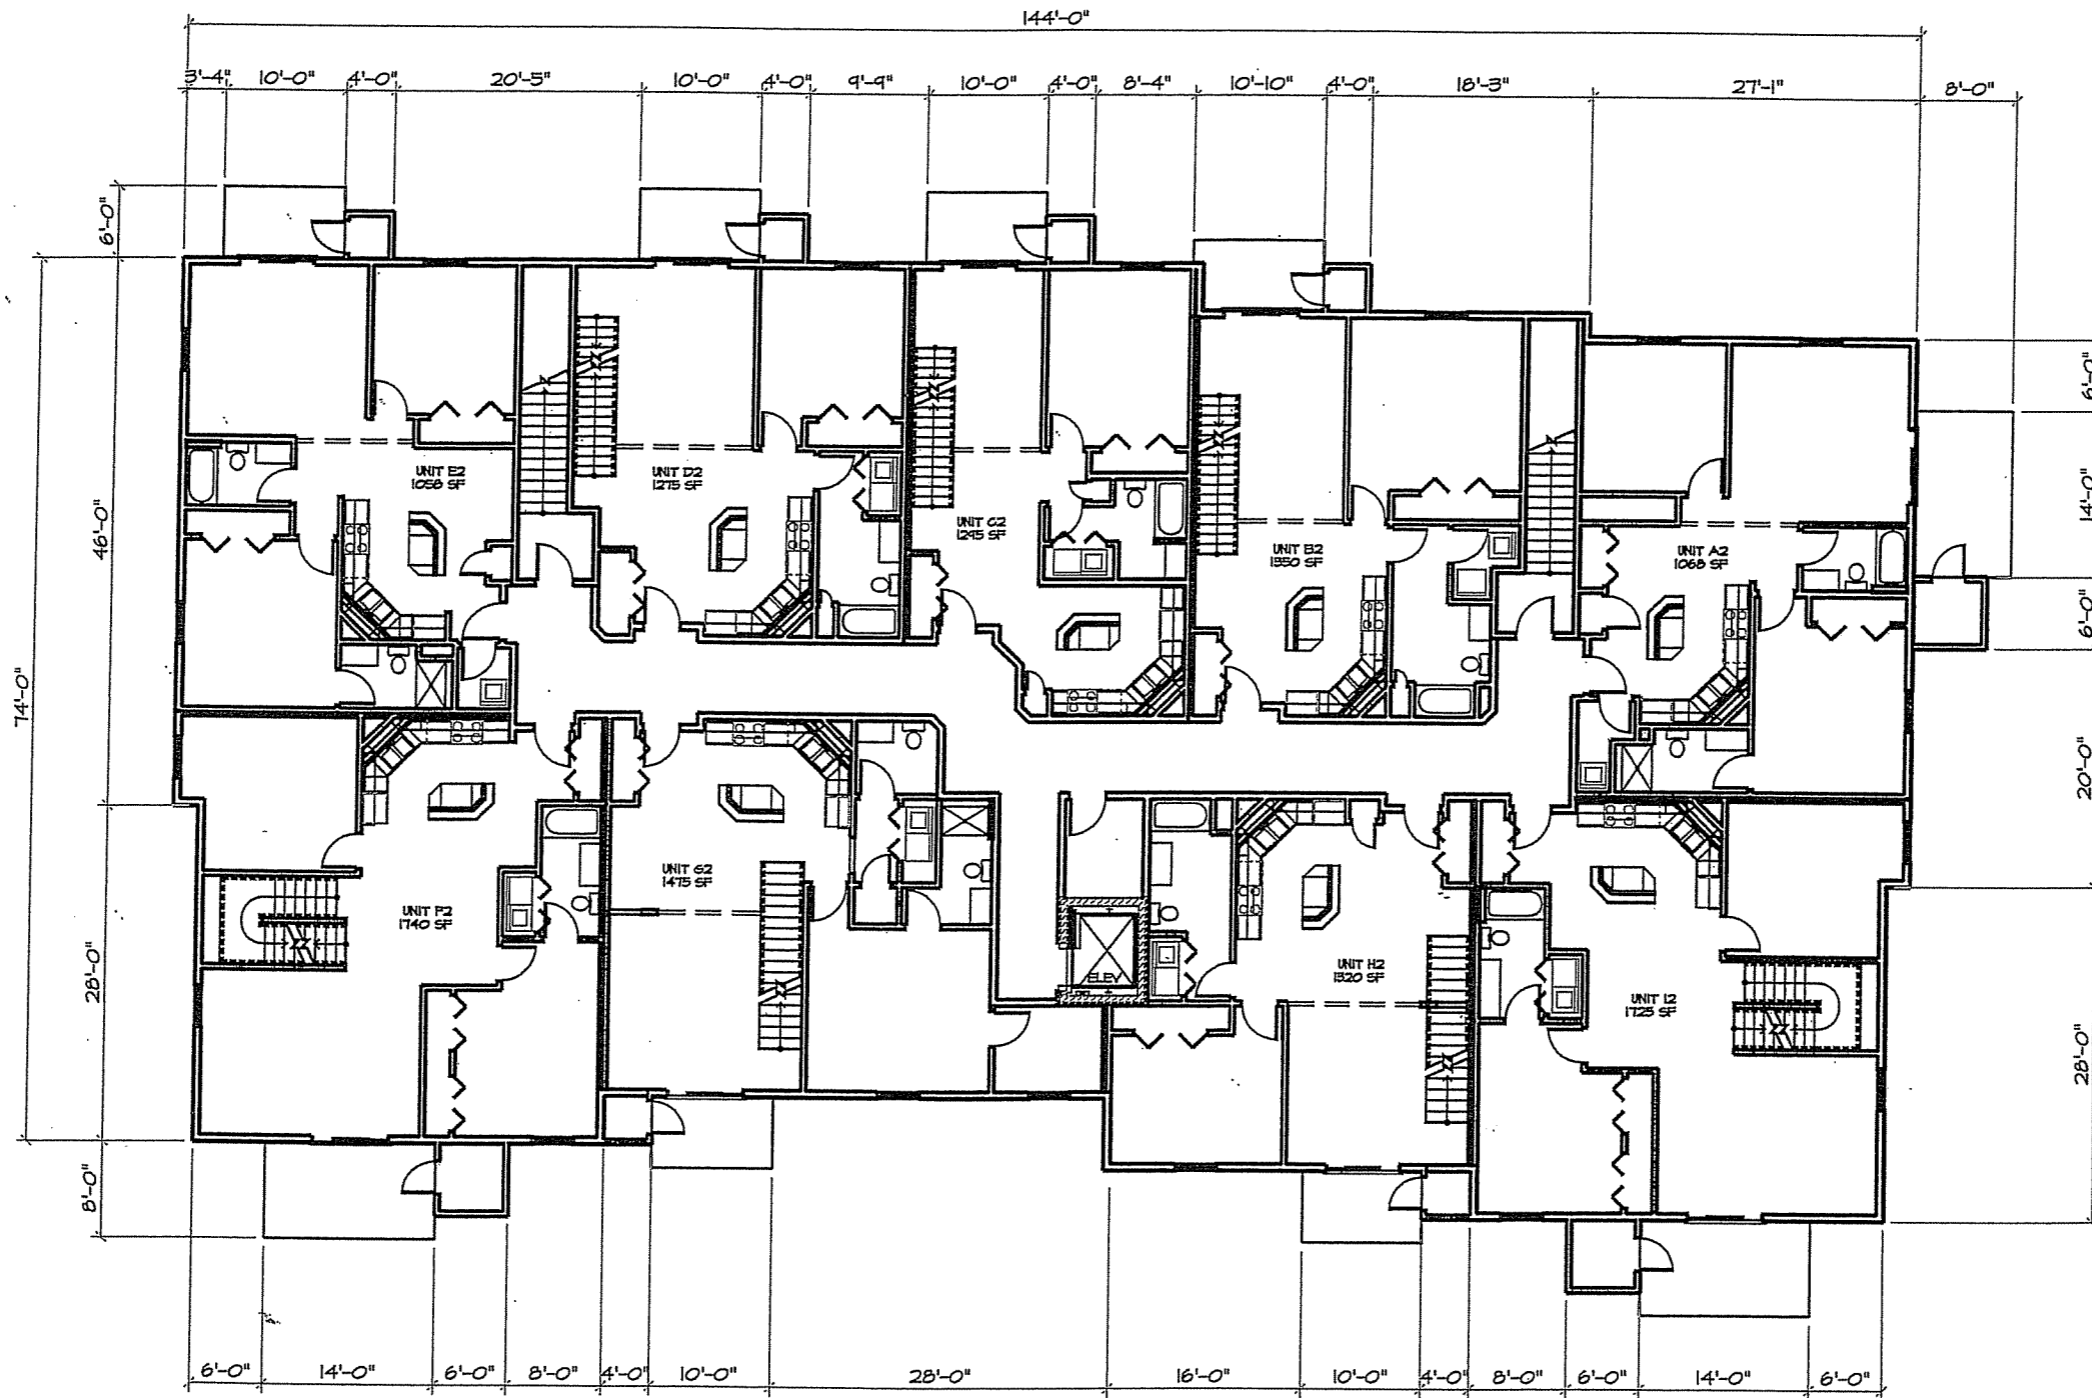 144'-0"
3'-4" 10'-0" 4'-0" 20'-5" 10'-0" 4'-0" 9'-9" 10'-0" 4'-0" 8'-4" 10'-10" 4'-0" 18'-3" 27'-1" 8'-0"
6'-0"
46'-0"
74'-0"
28'-0"
8'-0"
6'-0"
14'-0"
6'-0"
20'-0"
28'-0"
UNIT E2
1058 SF
UNIT D2
1275 SF
UNIT C2
1295 SF
UNIT B2
1350 SF
UNIT A2
1068 SF
UNIT F2
1740 SF
UNIT G2
1475 SF
ELEV
UNIT H2
1320 SF
UNIT I2
1725 SF
6'-0" 14'-0" 6'-0" 8'-0" 4'-0" 10'-0" 28'-0" 16'-0" 10'-0" 4'-0" 8'-0" 6'-0" 14'-0" 6'-0"